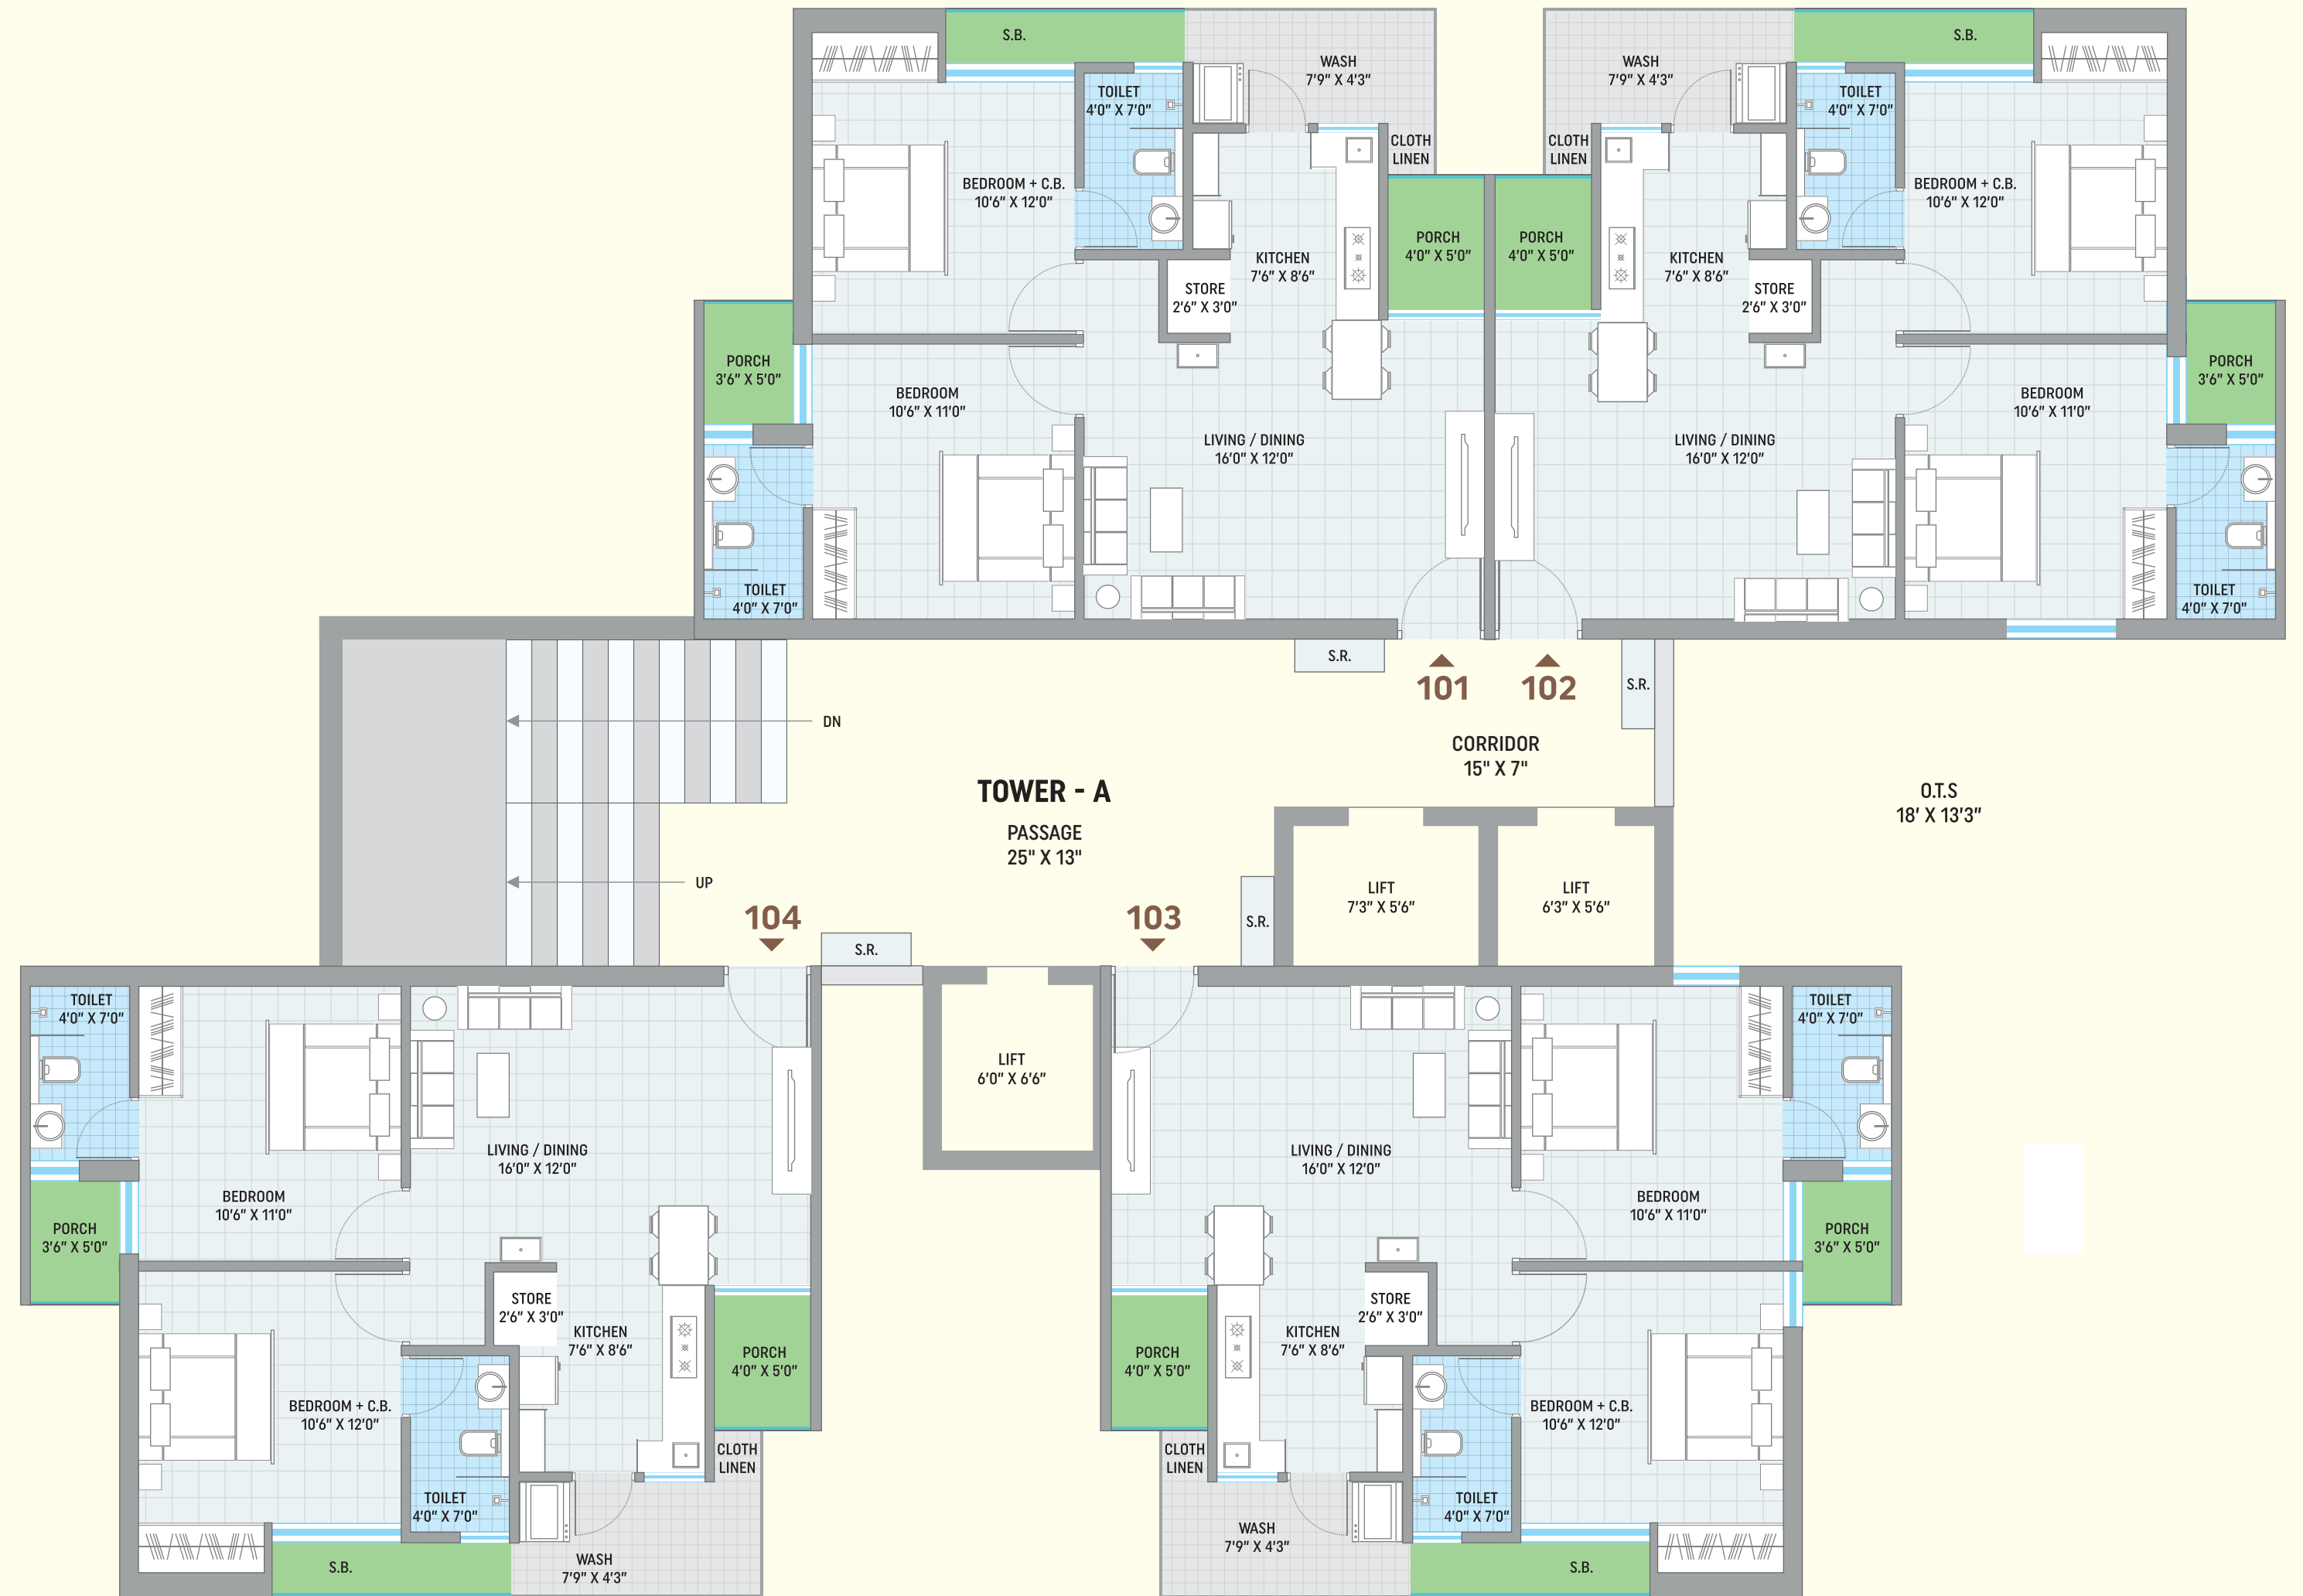 S.B.
WASH
7'9" X 4'3"
TOILET
4'0" X 7'0"
CLOTH
LINEN
BEDROOM + C.B.
10'6" X 12'0"
PORCH
4'0" X 5'0"
KITCHEN
7'6" X 8'6"
STORE
2'6" X 3'0"
PORCH
3'6" X 5'0"
BEDROOM
10'6" X 11'0"
LIVING / DINING
16'0" X 12'0"
TOILET
4'0" X 7'0"
S.B.
WASH
7'9" X 4'3"
TOILET
4'0" X 7'0"
CLOTH
LINEN
BEDROOM + C.B.
10'6" X 12'0"
PORCH
4'0" X 5'0"
KITCHEN
7'6" X 8'6"
STORE
2'6" X 3'0"
PORCH
3'6" X 5'0"
BEDROOM
10'6" X 11'0"
LIVING / DINING
16'0" X 12'0"
TOILET
4'0" X 7'0"
S.R.
101
102
S.R.
DN
CORRIDOR
15" X 7"
TOWER - A
O.T.S
18' X 13'3"
PASSAGE
25" X 13"
UP
LIFT
7'3" X 5'6"
LIFT
6'3" X 5'6"
104
103
S.R.
S.R.
TOILET
4'0" X 7'0"
LIFT
6'0" X 6'6"
LIVING / DINING
16'0" X 12'0"
BEDROOM
10'6" X 11'0"
PORCH
3'6" X 5'0"
STORE
2'6" X 3'0"
KITCHEN
7'6" X 8'6"
PORCH
4'0" X 5'0"
BEDROOM + C.B.
10'6" X 12'0"
CLOTH
LINEN
TOILET
4'0" X 7'0"
S.B.
WASH
7'9" X 4'3"
TOILET
4'0" X 7'0"
LIVING / DINING
16'0" X 12'0"
BEDROOM
10'6" X 11'0"
PORCH
3'6" X 5'0"
STORE
2'6" X 3'0"
KITCHEN
7'6" X 8'6"
PORCH
4'0" X 5'0"
BEDROOM + C.B.
10'6" X 12'0"
CLOTH
LINEN
TOILET
4'0" X 7'0"
WASH
7'9" X 4'3"
S.B.